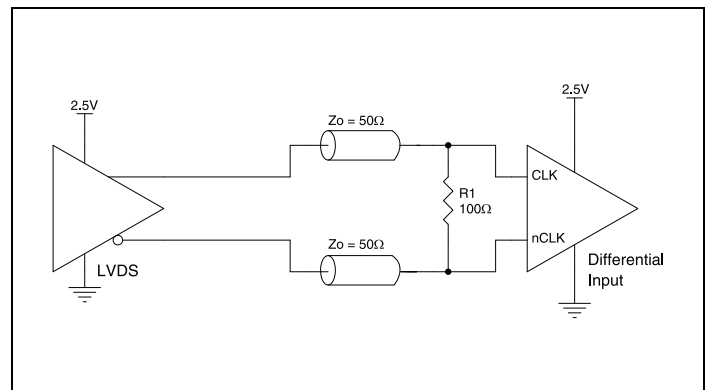 2.5V
2.5V
Zo = 50Ω
CLK
R1
100Ω
nCLK
Zo = 50Ω
LVDS
Differential
Input